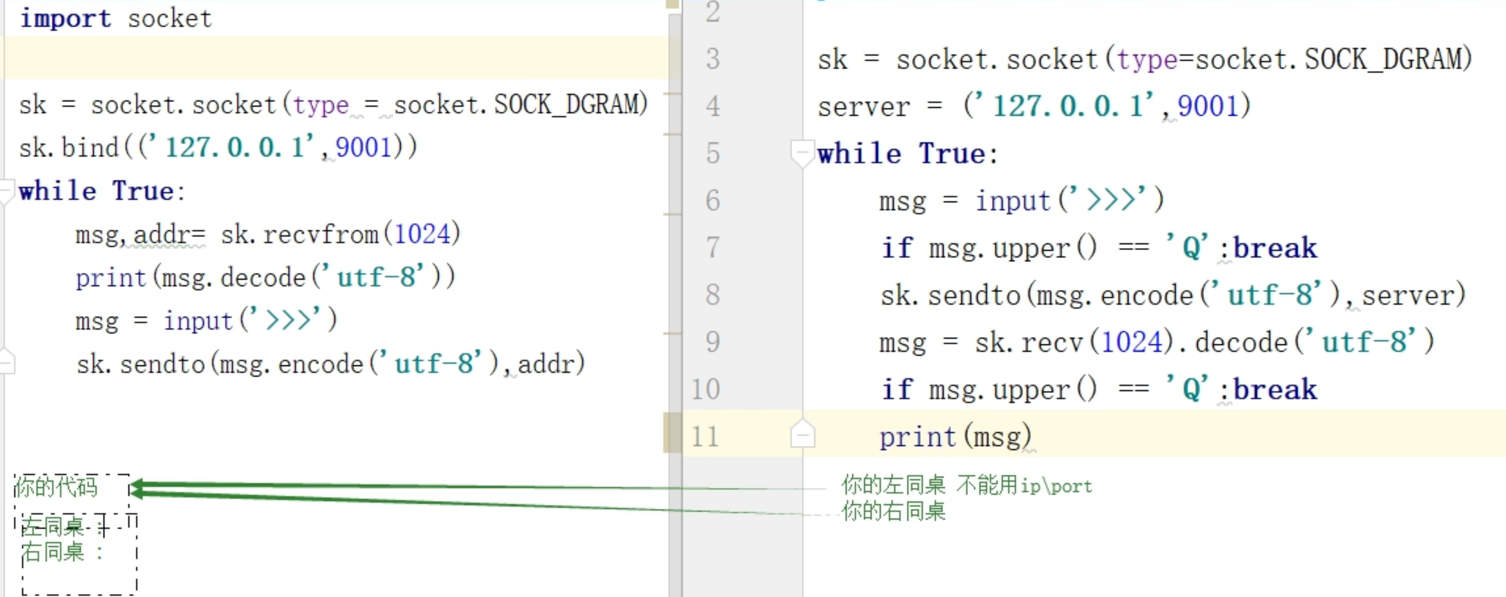 import socket
sk = socket.socket(type = socket.SOCK_DGRAM)
sk.bind(('127.0.0.1',9001))
while True:
    msg,addr= sk.recvfrom(1024)
    print(msg.decode('utf-8'))
    msg = input('>>>')
    sk.sendto(msg.encode('utf-8'),addr)
你的代码
左同桌 :
右同桌 :
2
3 sk = socket.socket(type=socket.SOCK_DGRAM)
4 server = ('127.0.0.1',9001)
5 while True:
6     msg = input('>>>')
7     if msg.upper() == 'Q':break
8     sk.sendto(msg.encode('utf-8'),server)
9     msg = sk.recv(1024).decode('utf-8')
10     if msg.upper() == 'Q':break
11     print(msg)
你的左同桌 不能用ip\port
你的右同桌